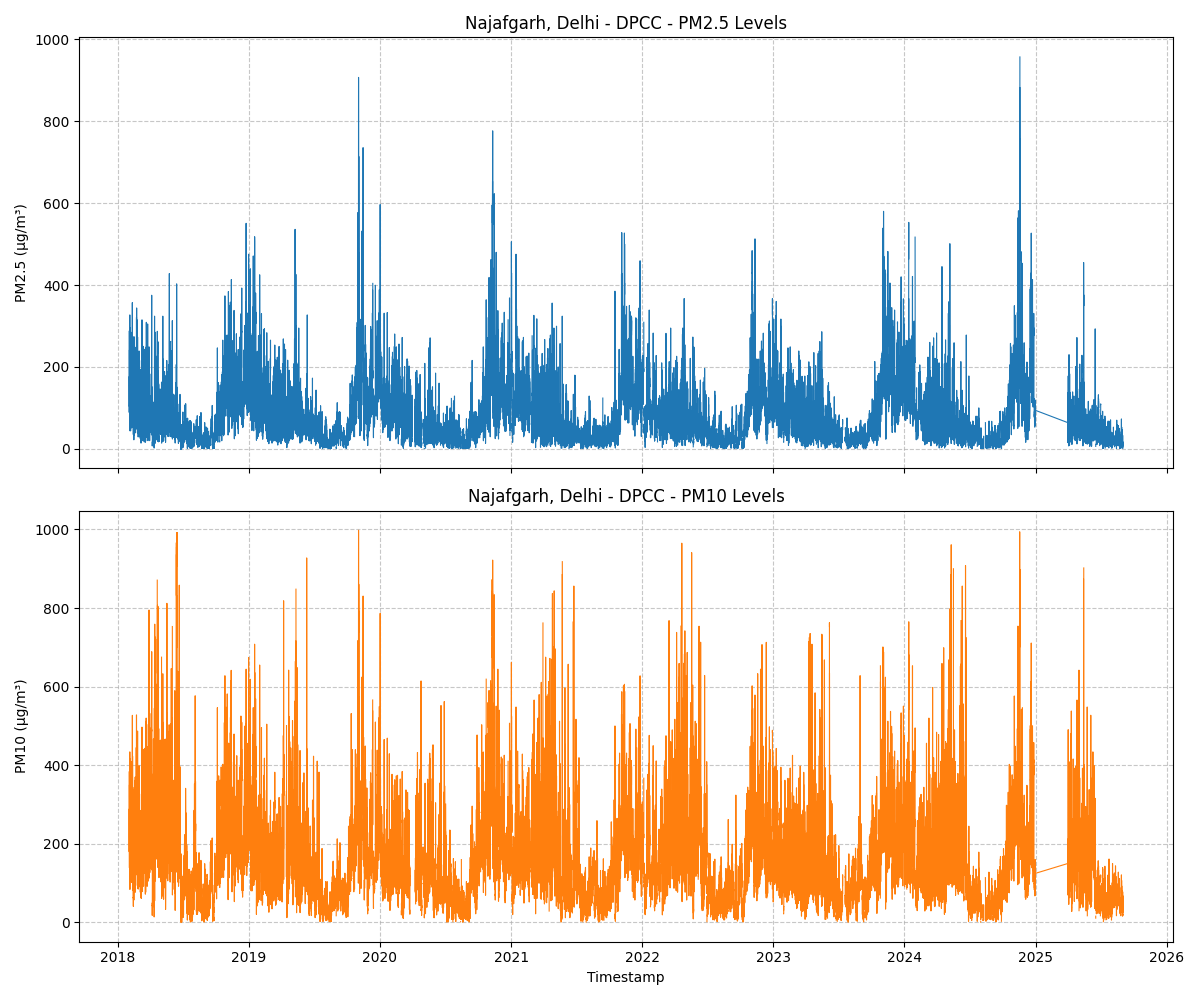 Najafgarh, Delhi - DPCC - PM2.5 Levels
1000
800
600
400
200
0
PM2.5 (µg/m³)
Najafgarh, Delhi - DPCC - PM10 Levels
1000
800
600
400
200
0
PM10 (µg/m³)
2018 2019 2020 2021 2022 2023 2024 2025 2026
Timestamp